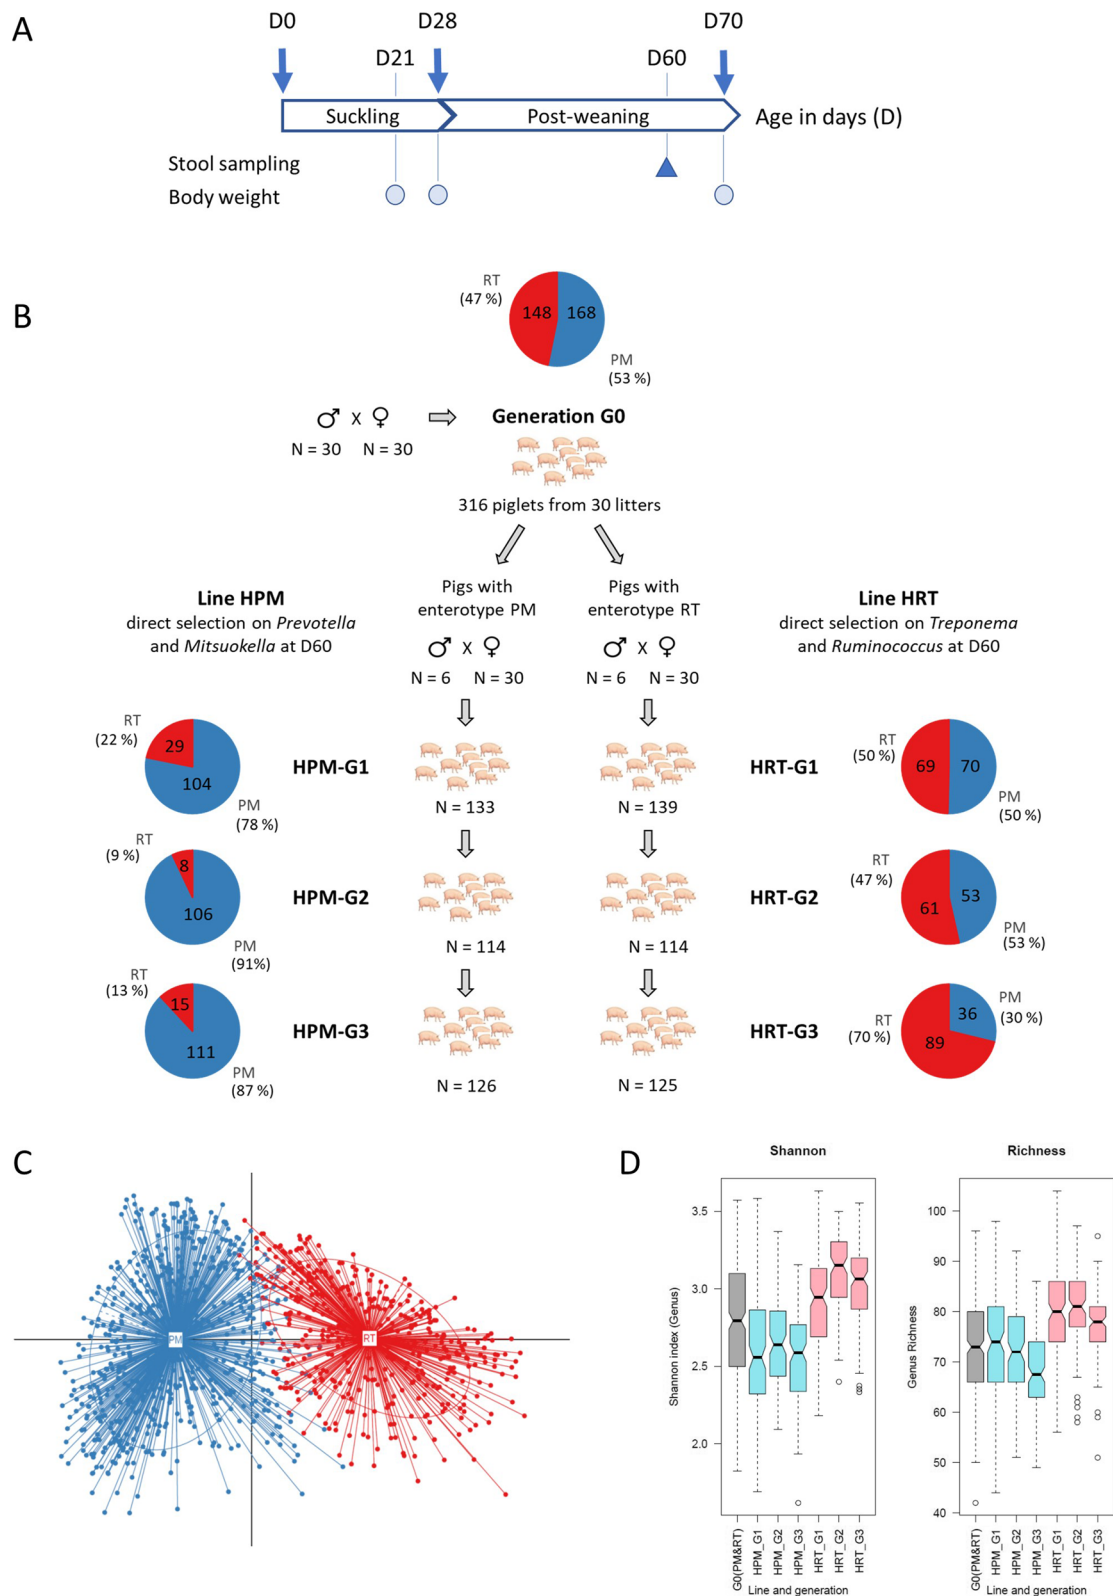 A
D0
D28
D70
D21
D60
Suckling
Post-weaning
Age in days (D)
Stool sampling
Body weight
B
RT
(47 %)
148
168
PM
(53 %)
♂ X ♀
N = 30 N = 30
Generation G0
316 piglets from 30 litters
Line HPM
direct selection on Prevotella
and Mitsuokella at D60
Pigs with
enterotype PM
♂ X ♀
N = 6 N = 30
Pigs with
enterotype RT
♂ X ♀
N = 6 N = 30
Line HRT
direct selection on Treponema
and Ruminococcus at D60
RT
(22 %)
29
104
PM
(78 %)
HPM-G1
N = 133
N = 139
HRT-G1
RT
(50 %)
69
70
PM
(50 %)
RT
(9 %)
8
106
PM
(91%)
HPM-G2
N = 114
N = 114
HRT-G2
RT
(47 %)
61
53
PM
(53 %)
RT
(13 %)
15
111
PM
(87 %)
HPM-G3
N = 126
N = 125
HRT-G3
RT
(70 %)
89
36
PM
(30 %)
C
PM
RT
D
Shannon
Shannon index (Genus)
3.5
3.0
2.5
2.0
G0(PM&RT)
HPM_G1
HPM_G2
HPM_G3
HRT_G1
HRT_G2
HRT_G3
Line and generation
Richness
Genus Richness
100
90
80
70
60
50
40
G0(PM&RT)
HPM_G1
HPM_G2
HPM_G3
HRT_G1
HRT_G2
HRT_G3
Line and generation